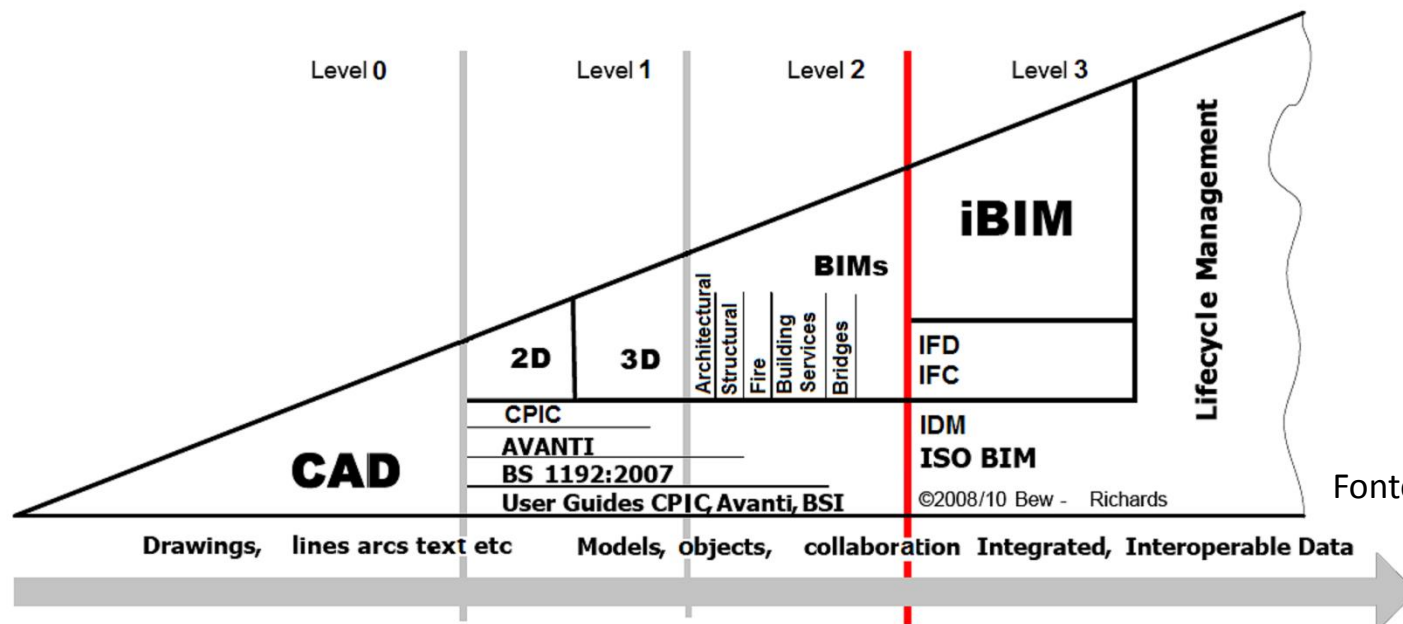 Level 0
Level 1
Level 2
Level 3
iBIM
Lifecycle Management
BIMs
2D
3D
Architectural
Structural
Fire
Building
Services
Bridges
IFD
IFC
CPIC
AVANTI
BS 1192:2007
User Guides CPIC, Avanti, BSI
CAD
IDM
ISO BIM
©2008/10 Bew - Richards
Drawings, lines arcs text etc Models, objects, collaboration Integrated, Interoperable Data